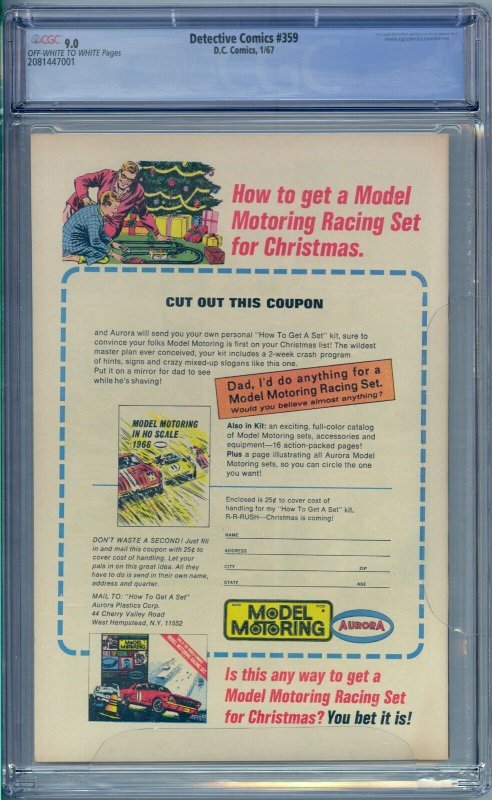 CGC 9.0
OFF-WHITE TO WHITE Pages
2081447001
Detective Comics #359
D.C. Comics, 1/67
www.cgccomics.com/terms
How to get a Model
Motoring Racing Set
for Christmas.
CUT OUT THIS COUPON
and Aurora will send you your own personal "How To Get A Set" kit, sure to
convince your folks Model Motoring is first on your Christmas list! The wildest
master plan ever conceived, your kit includes a 2-week crash program
of hints, signs and crazy mixed-up slogans like this one.
Put it on a mirror for dad to see
while he's shaving!
Dad, I'd do anything for a
Model Motoring Racing Set.
Would you believe almost anything?
MODEL MOTORING
IN HO SCALE
1966
Also in Kit: an exciting, full-color catalog
of Model Motoring sets, accessories and
equipment—16 action-packed pages!
Plus a page illustrating all Aurora Model
Motoring sets, so you can circle the one
you want!
Enclosed is 25¢ to cover cost of
handling for my "How To Get A Set" kit.
R-R-RUSH—Christmas is coming!
NAME
ADDRESS
CITY ZIP
STATE AGE
DON'T WASTE A SECOND! Just fill
in and mail this coupon with 25¢ to
cover cost of handling. Let your
pals in on this great idea. All they
have to do is send in their own name,
address and quarter.
MAIL TO: "How To Get A Set"
Aurora Plastics Corp.
44 Cherry Valley Road
West Hempstead, N.Y. 11552
MODEL
MOTORING
AURORA
MODEL
MOTORING
Is this any way to get a
Model Motoring Racing Set
for Christmas? You bet it is!